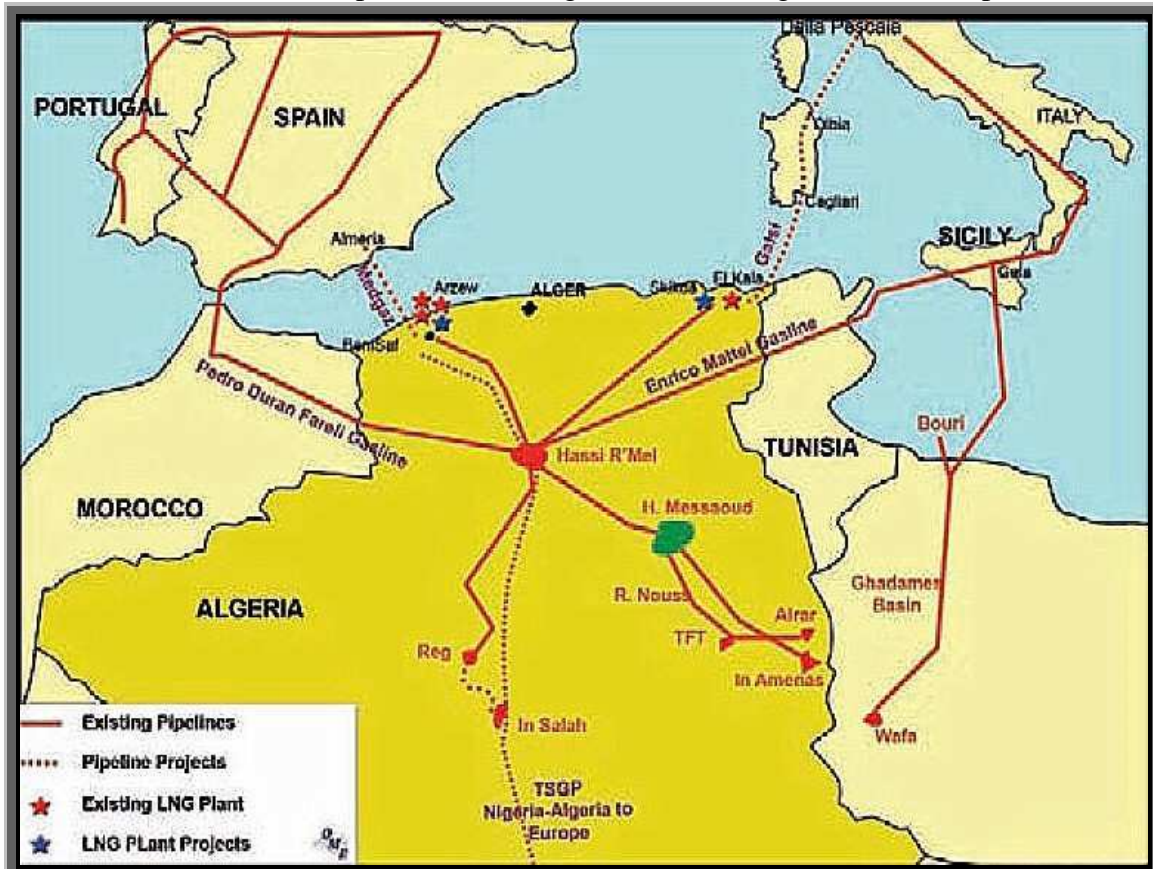 Dalla Pescaia
PORTUGAL
SPAIN
ITALY
Olbia
Cagliari
Almeria
SICILY
Galsi
Gela
Medgaz
Arzew
ALGER
Skikda
El Kala
BeniSaf
Enrico Mattei Gasline
Pedro Duran Farell Gasline
Bouri
TUNISIA
Hassi R'Mel
MOROCCO
H. Messaoud
Ghadames
Basin
R. Nouss
ALGERIA
Alrar
TFT
Reg
In Amenas
In Salah
Wafa
Existing Pipelines
Pipeline Projects
TSGP
Nigeria-Algeria to
Europe
Existing LNG Plant
LNG PLant Projects
OME